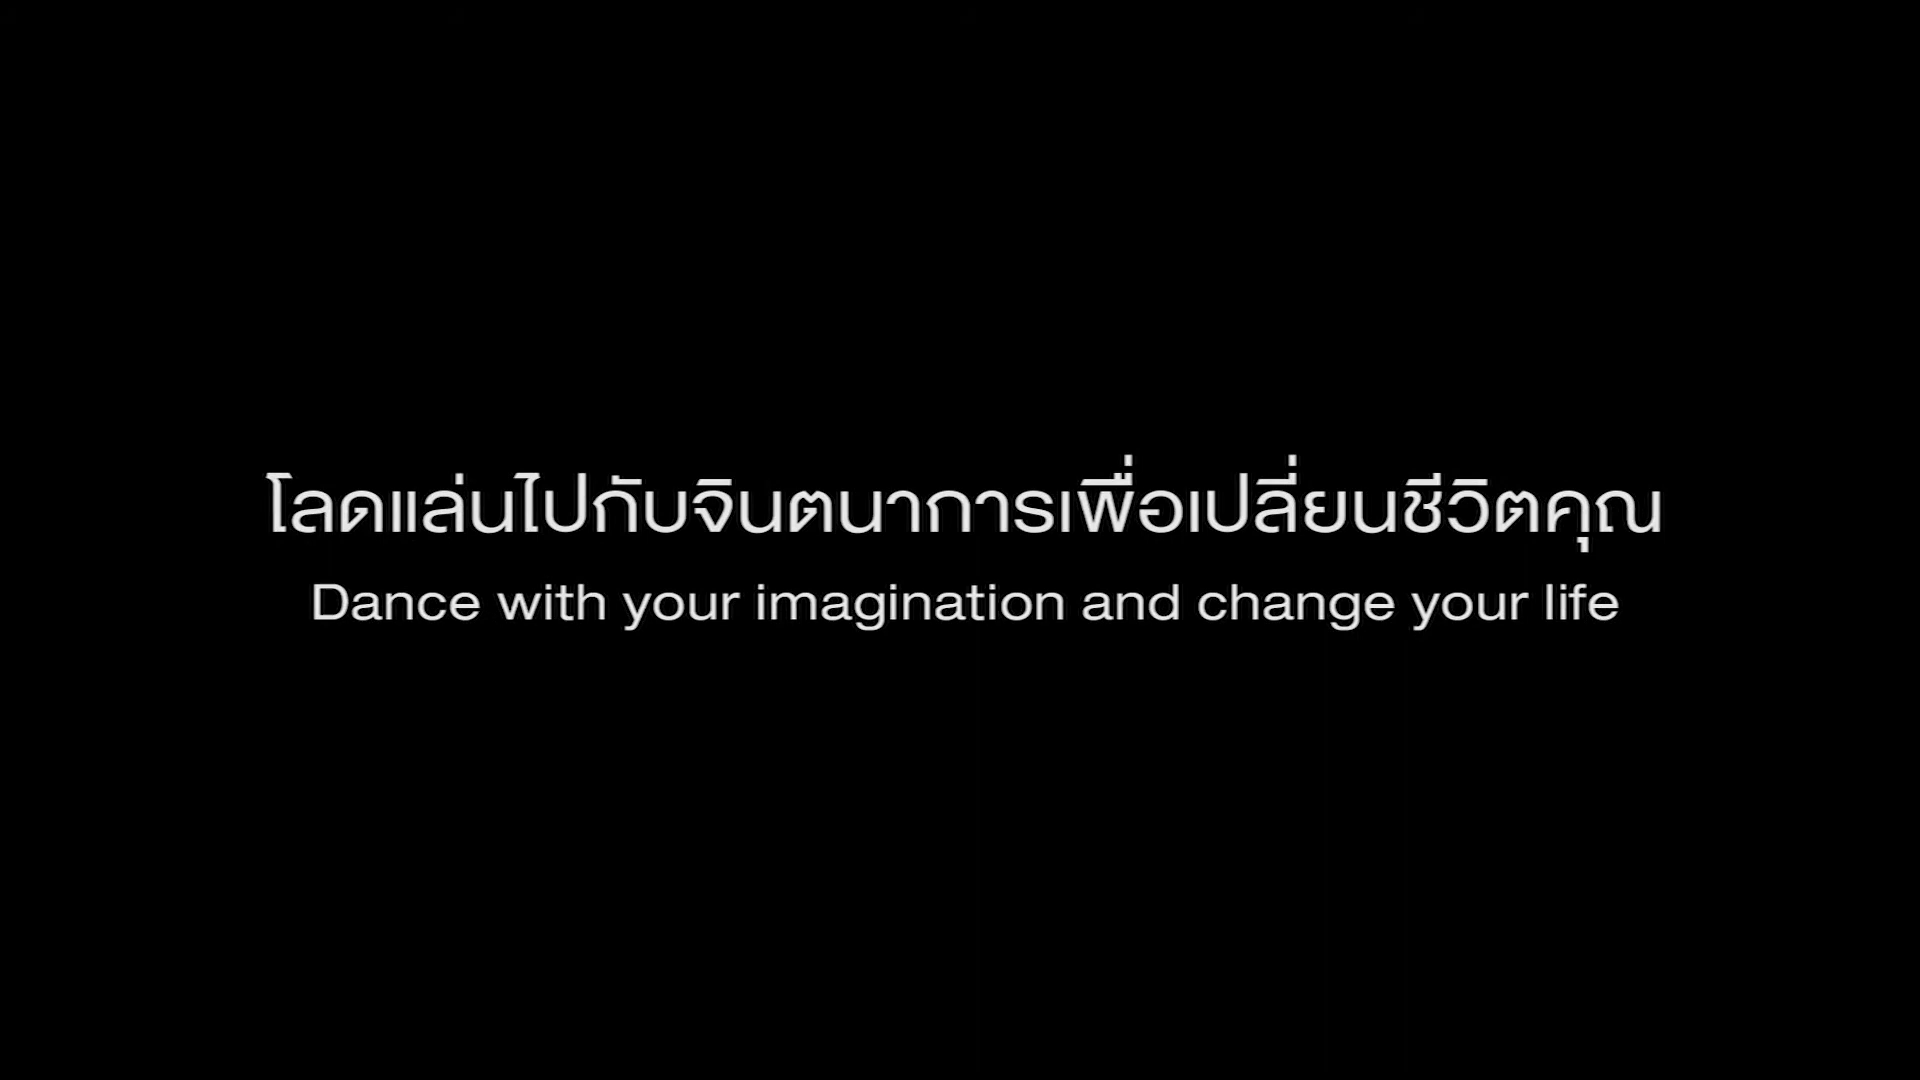 โลดแล่นไปกับจินตนาการเพื่อเปลี่ยนชีวิตคุณ
Dance with your imagination and change your life